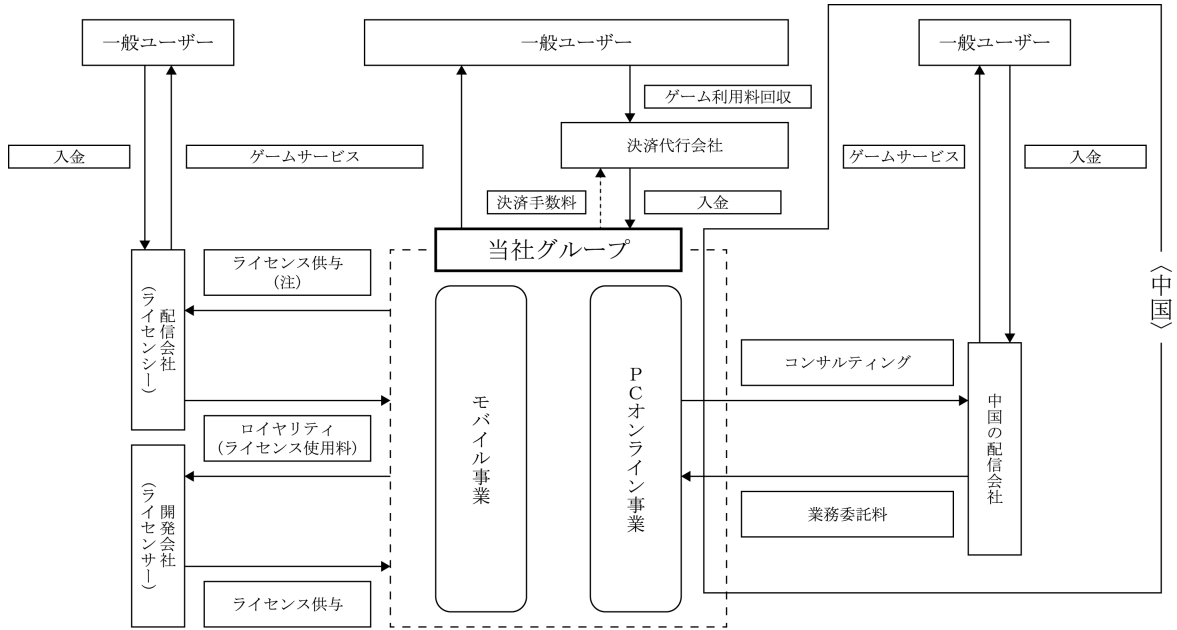 一般ユーザー
一般ユーザー
一般ユーザー
ゲーム利用料回収
決済代行会社
入金
ゲームサービス
ゲームサービス
入金
決済手数料
入金
当社グループ
ライセンス供与
（注）
配信会社
（ライセンシー）
〈中国〉
コンサルティング
モバイル事業
ＰＣオンライン事業
中国の配信会社
ロイヤリティ
（ライセンス使用料）
開発会社
（ライセンサー）
業務委託料
ライセンス供与